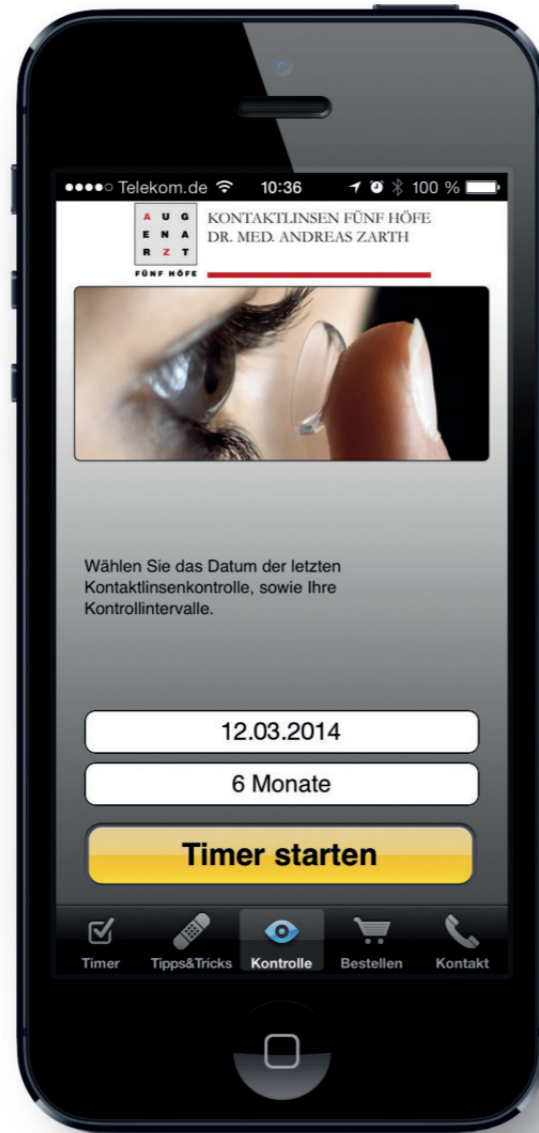 Telekom.de 10:36 100 %
A U G
E N A
R Z T
FÜNF HÖFE
KONTAKTLINSEN FÜNF HÖFE
DR. MED. ANDREAS ZARTH
Wählen Sie das Datum der letzten
Kontaktlinsenkontrolle, sowie Ihre
Kontrollintervalle.
12.03.2014
6 Monate
Timer starten
Timer Tipps&Tricks Kontrolle Bestellen Kontakt